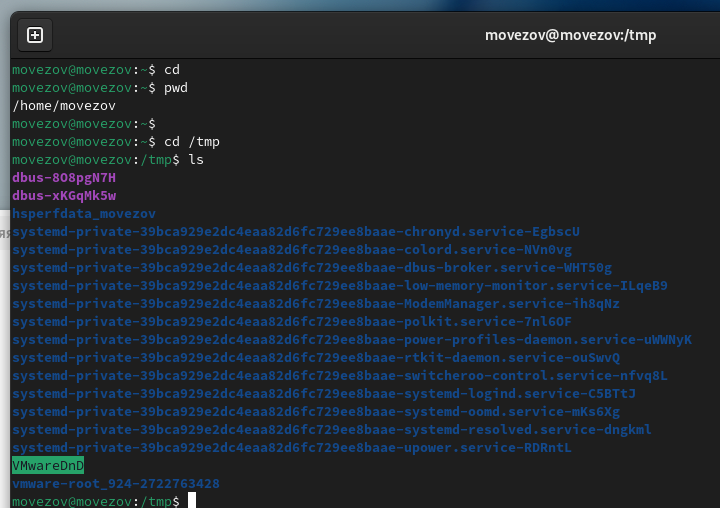 movezov@movezov:/tmp
movezov@movezov:~$ cd
movezov@movezov:~$ pwd
/home/movezov
movezov@movezov:~$
movezov@movezov:~$ cd /tmp
movezov@movezov:/tmp$ ls
dbus-8O8pgN7H
dbus-xKGqMk5w
hsperfdata_movezov
systemd-private-39bca929e2dc4eaa82d6fc729ee8baae-chronyd.service-EgbscU
systemd-private-39bca929e2dc4eaa82d6fc729ee8baae-colord.service-NVn0vg
systemd-private-39bca929e2dc4eaa82d6fc729ee8baae-dbus-broker.service-WHT50g
systemd-private-39bca929e2dc4eaa82d6fc729ee8baae-low-memory-monitor.service-ILqeB9
systemd-private-39bca929e2dc4eaa82d6fc729ee8baae-ModemManager.service-ih8qNz
systemd-private-39bca929e2dc4eaa82d6fc729ee8baae-polkit.service-7nl6OF
systemd-private-39bca929e2dc4eaa82d6fc729ee8baae-power-profiles-daemon.service-uWWNyK
systemd-private-39bca929e2dc4eaa82d6fc729ee8baae-rtkit-daemon.service-ouSwvQ
systemd-private-39bca929e2dc4eaa82d6fc729ee8baae-switcheroo-control.service-nfvq8L
systemd-private-39bca929e2dc4eaa82d6fc729ee8baae-systemd-logind.service-C5BTtJ
systemd-private-39bca929e2dc4eaa82d6fc729ee8baae-systemd-oomd.service-mKs6Xg
systemd-private-39bca929e2dc4eaa82d6fc729ee8baae-systemd-resolved.service-dngkml
systemd-private-39bca929e2dc4eaa82d6fc729ee8baae-upower.service-RDRntL
VMwareDnD
vmware-root_924-2722763428
movezov@movezov:/tmp$